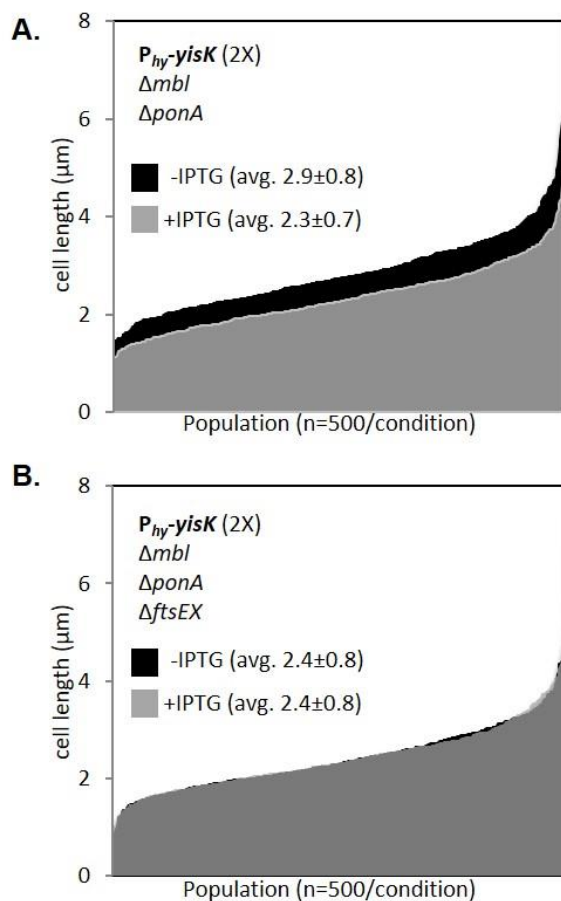 A.
8
6
4
2
0
cell length (µm)
P_hy-yisK (2X)
Δmbl
ΔponA
-IPTG (avg. 2.9±0.8)
+IPTG (avg. 2.3±0.7)
Population (n=500/condition)
B.
8
6
4
2
0
cell length (µm)
P_hy-yisK (2X)
Δmbl
ΔponA
ΔftsEX
-IPTG (avg. 2.4±0.8)
+IPTG (avg. 2.4±0.8)
Population (n=500/condition)